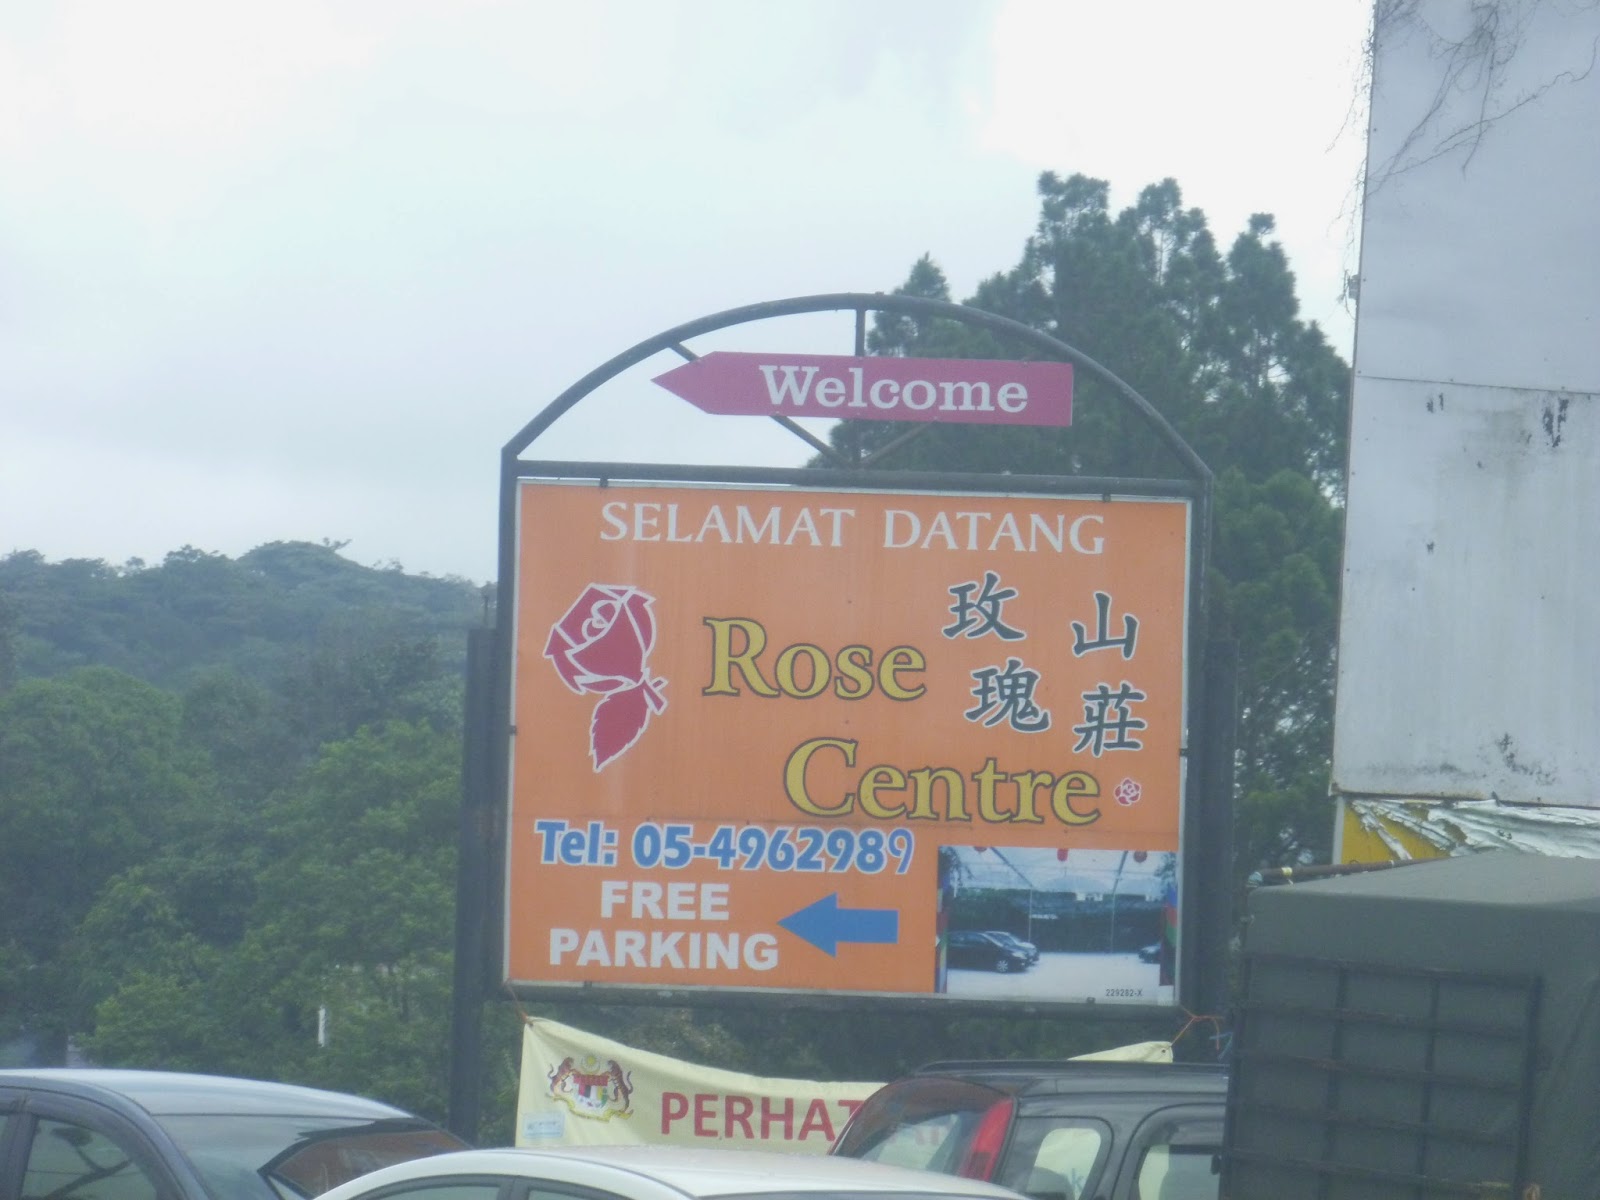 Welcome
SELAMAT DATANG
Rose
Centre
玫瑰
山莊
Tel: 05-4962989
FREE
PARKING
229282-X